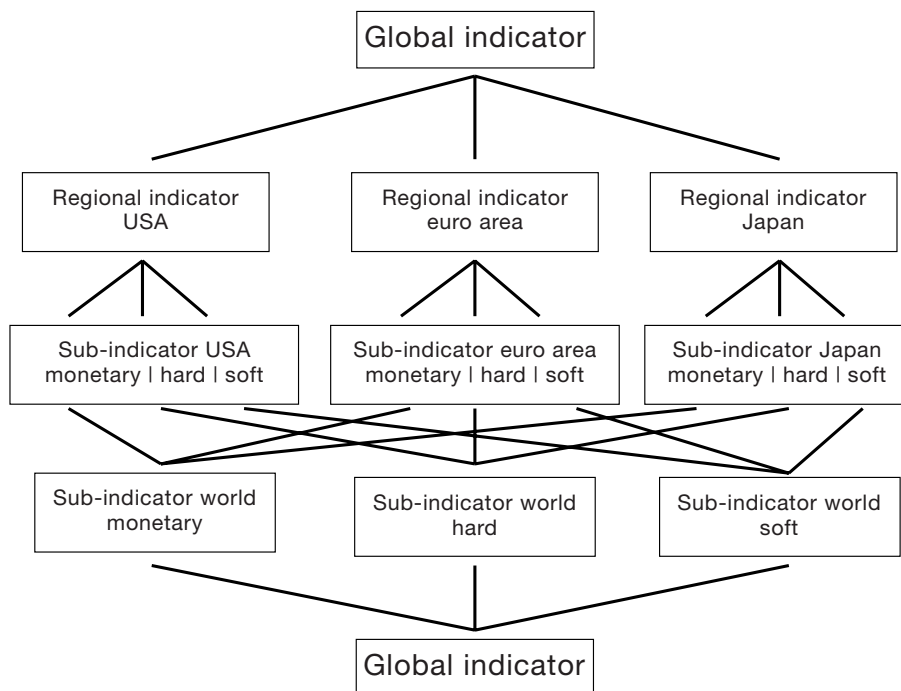 Global indicator
Regional indicator
USA
Regional indicator
euro area
Regional indicator
Japan
Sub-indicator USA
monetary | hard | soft
Sub-indicator euro area
monetary | hard | soft
Sub-indicator Japan
monetary | hard | soft
Sub-indicator world
monetary
Sub-indicator world
hard
Sub-indicator world
soft
Global indicator